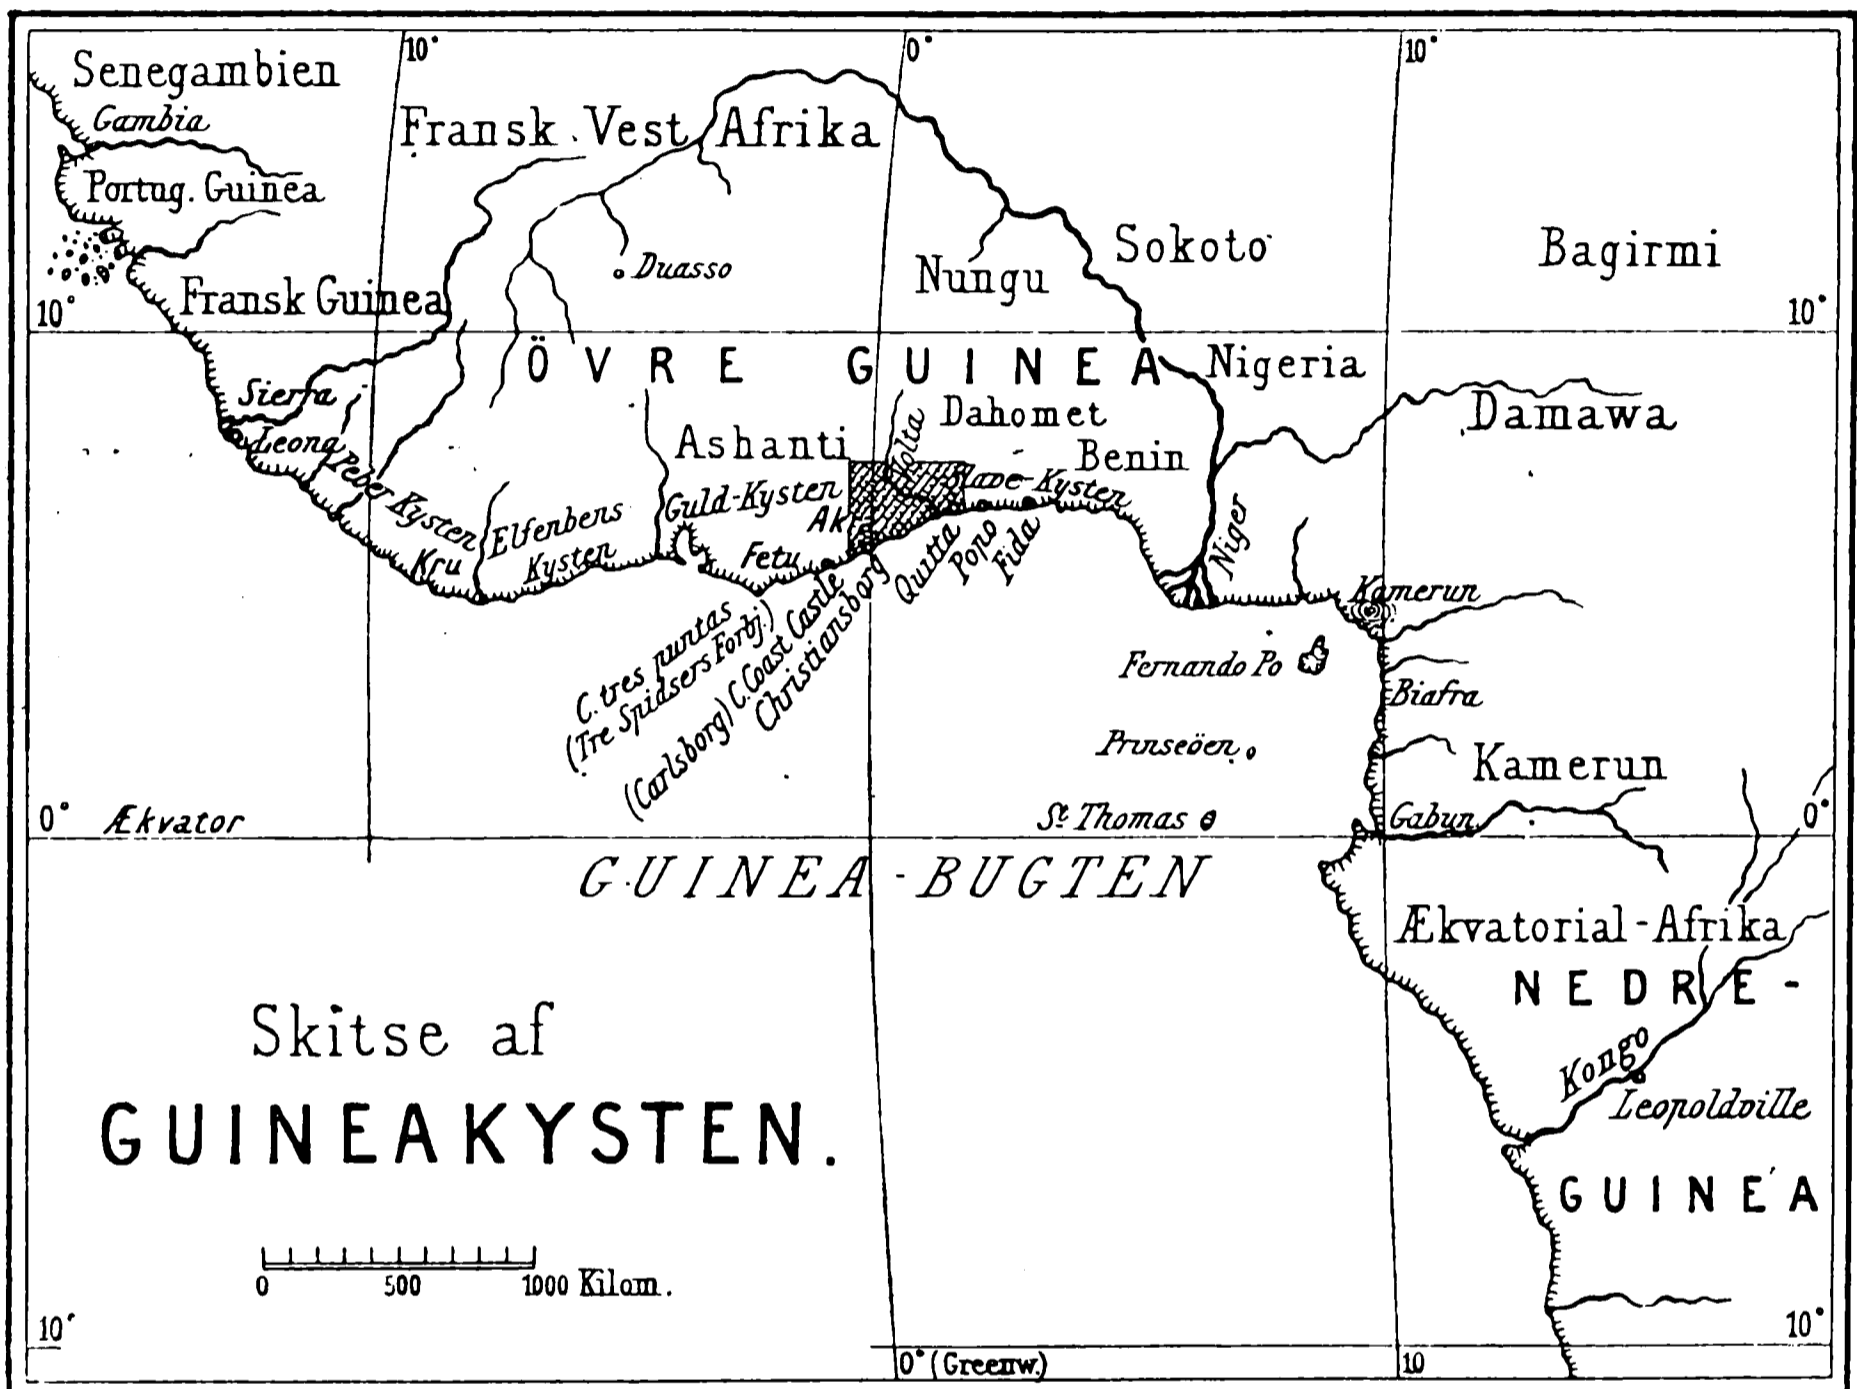 10°
0°
10°
Senegambien
Gambia
Fransk Vest Afrika
Portug. Guinea
Sokoto
Bagirmi
Duasso
Nungu
Fransk Guinea
10°
10°
ÖVRE GUINEA
Nigeria
Sierra
Leona
Dahomet
Damawa
Volta
Ashanti
Benin
Peber Kysten
Guld-Kysten
Slave-Kysten
Elfenbens
Kysten
Ak
Kru
Fetu
Quitta
Popo
Fida
Niger
Kamerun
C. tres puntas
(Tre Spidsers Forbj.)
(Carlsborg) C. Coast Castle
Christiansborg
Fernando Po
Biafra
Prinseöen
Kamerun
0°
Ækvator
St. Thomas
Gabun
0°
GUINEA-BUGTEN
Ækvatorial-Afrika
NEDRE-
Skitse af
Kongo
GUINEAKYSTEN.
Leopoldville
GUINEA
0 500 1000 Kilom.
10°
10°
0° (Greenw.)
10